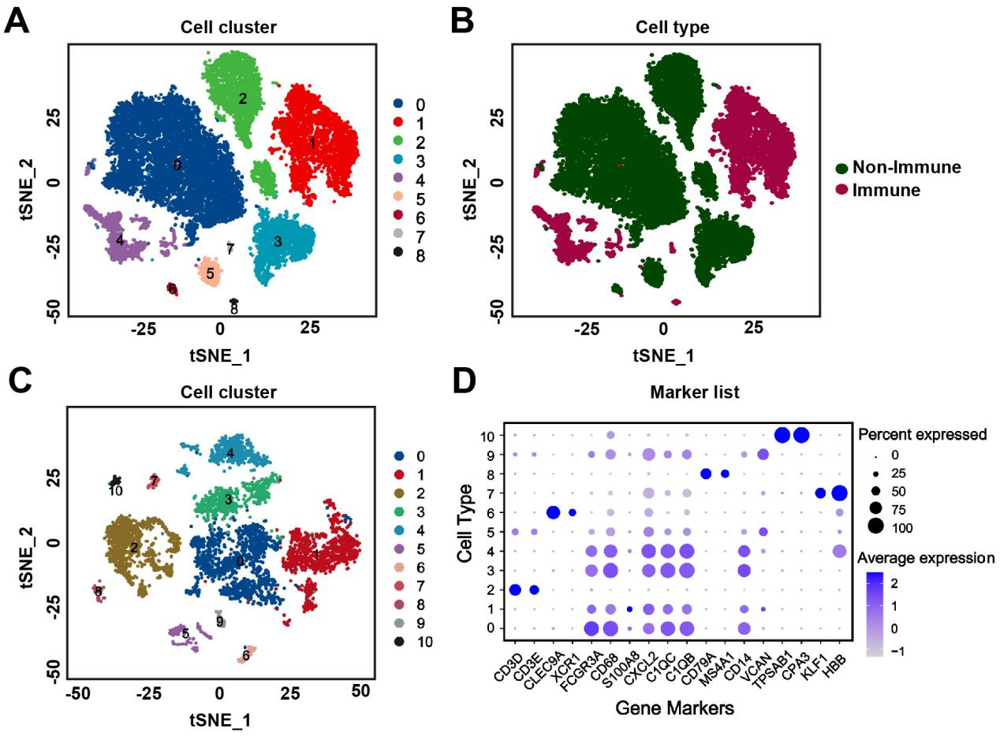 A
Cell cluster
25
0
-25
-50
tSNE_2
-25
0
25
tSNE_1
0
1
2
3
4
5
6
7
8
0
1
2
3
4
5
6
7
8
B
Cell type
25
0
-25
-50
tSNE_2
-25
0
25
tSNE_1
Non-Immune
Immune
C
Cell cluster
25
0
-25
-50
tSNE_2
-50
-25
0
25
50
tSNE_1
0
1
2
3
4
5
6
7
8
9
10
0
1
2
3
4
5
6
7
8
9
10
D
Marker list
Cell Type
10
9
8
7
6
5
4
3
2
1
0
CD3D
CD3E
CLEC9A
XCR1
FCGR3A
CD68
S100A8
CXCL2
C1QC
C1QB
CD79A
MS4A1
CD14
VCAN
TPSAB1
CPA3
KLF1
HBB
Gene Markers
Percent expressed
0
25
50
75
100
Average expression
2
1
0
−1